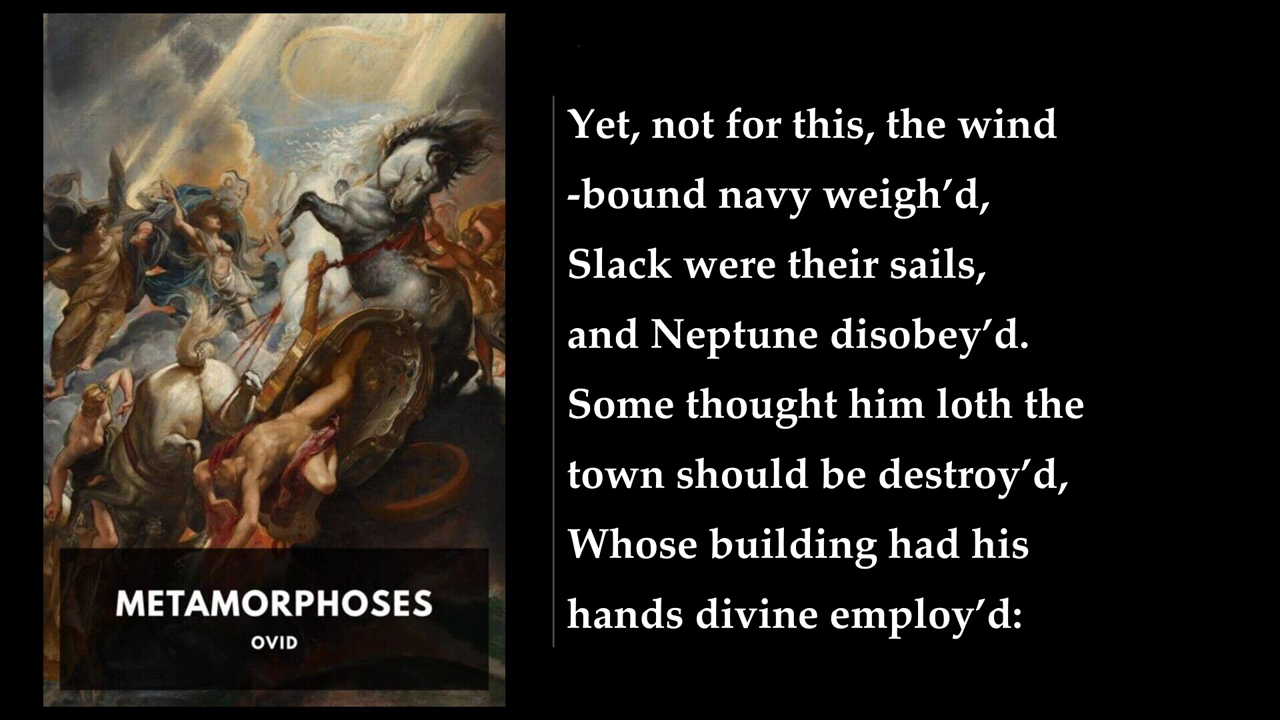 METAMORPHOSES
OVID
Yet, not for this, the wind
-bound navy weigh’d,
Slack were their sails,
and Neptune disobey’d.
Some thought him loth the
town should be destroy’d,
Whose building had his
hands divine employ’d: